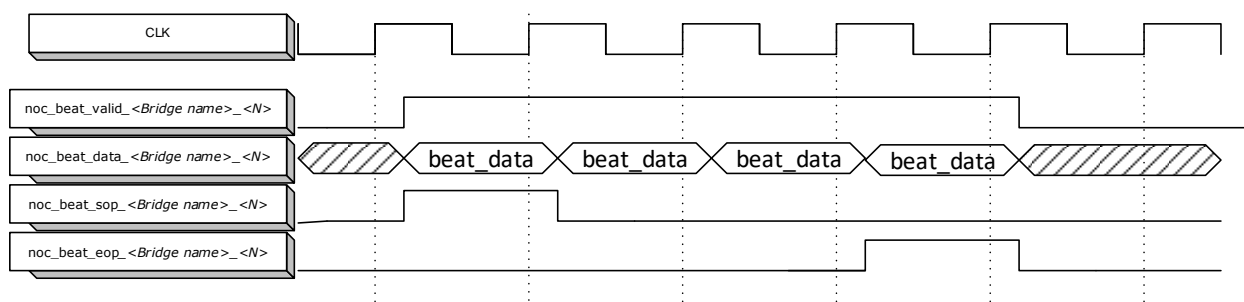 CLK
noc_beat_valid_<Bridge name>_<N>
noc_beat_data_<Bridge name>_<N>
beat_data beat_data beat_data beat_data
noc_beat_sop_<Bridge name>_<N>
noc_beat_eop_<Bridge name>_<N>